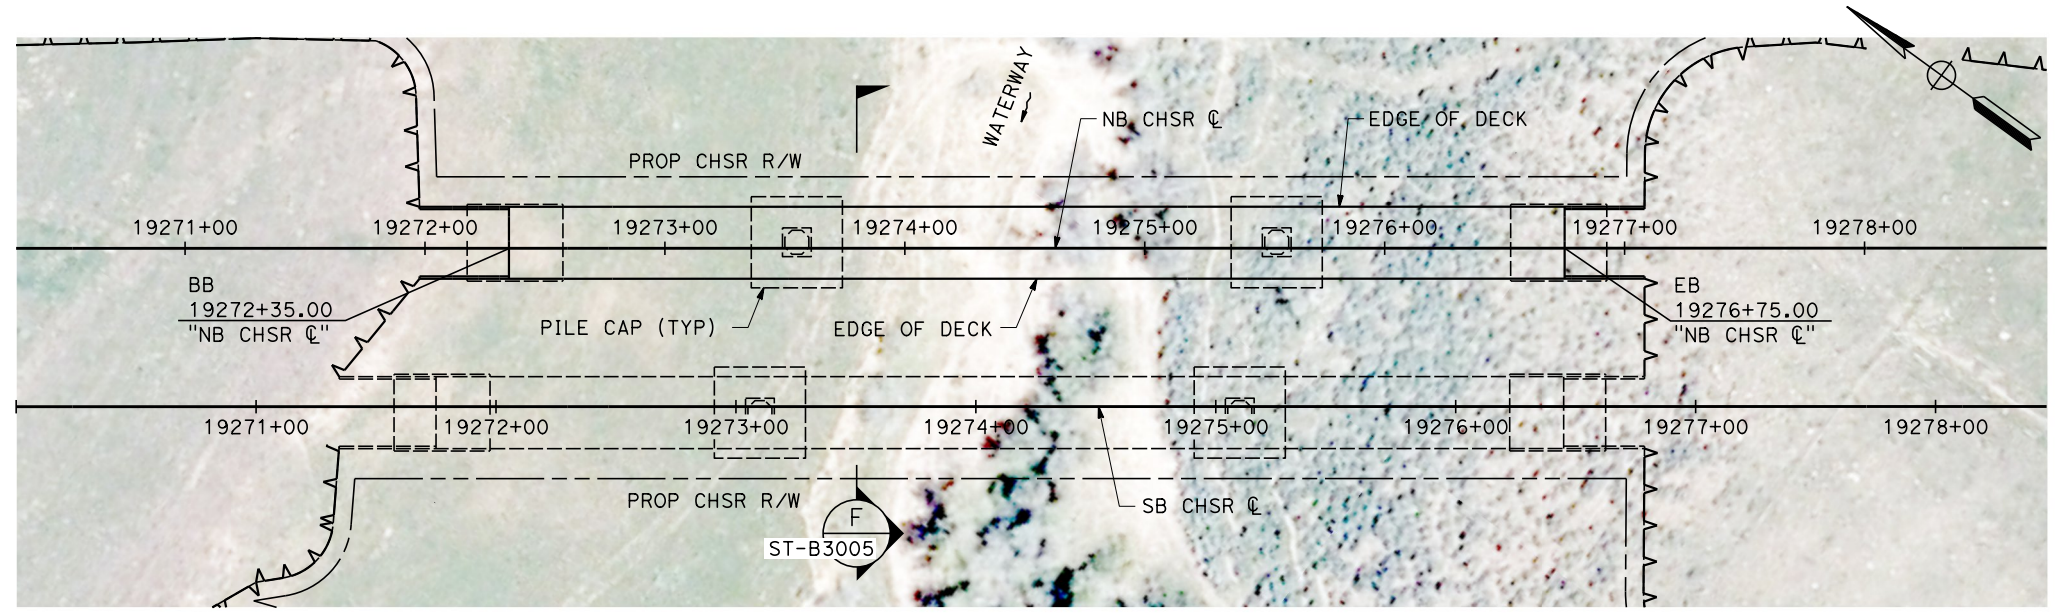 WATERWAY
NB CHSR ℄
EDGE OF DECK
PROP CHSR R/W
19271+00
19272+00
19273+00
19274+00
19275+00
19276+00
19277+00
19278+00
BB
19272+35.00
"NB CHSR ℄"
EB
19276+75.00
"NB CHSR ℄"
PILE CAP (TYP)
EDGE OF DECK
19271+00
19272+00
19273+00
19274+00
19275+00
19276+00
19277+00
19278+00
PROP CHSR R/W
SB CHSR ℄
F
ST-B3005